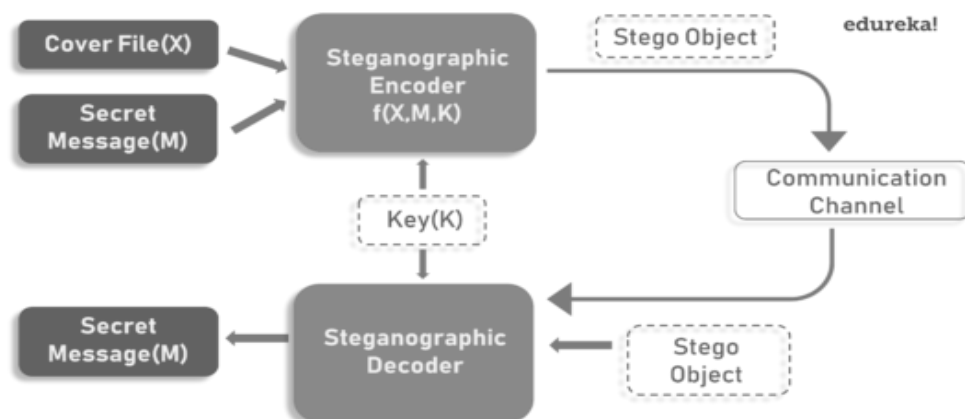 edureka!
Cover File(X)
Secret
Message(M)
Steganographic
Encoder
f(X,M,K)
Stego Object
Communication
Channel
Key(K)
Secret
Message(M)
Steganographic
Decoder
Stego
Object